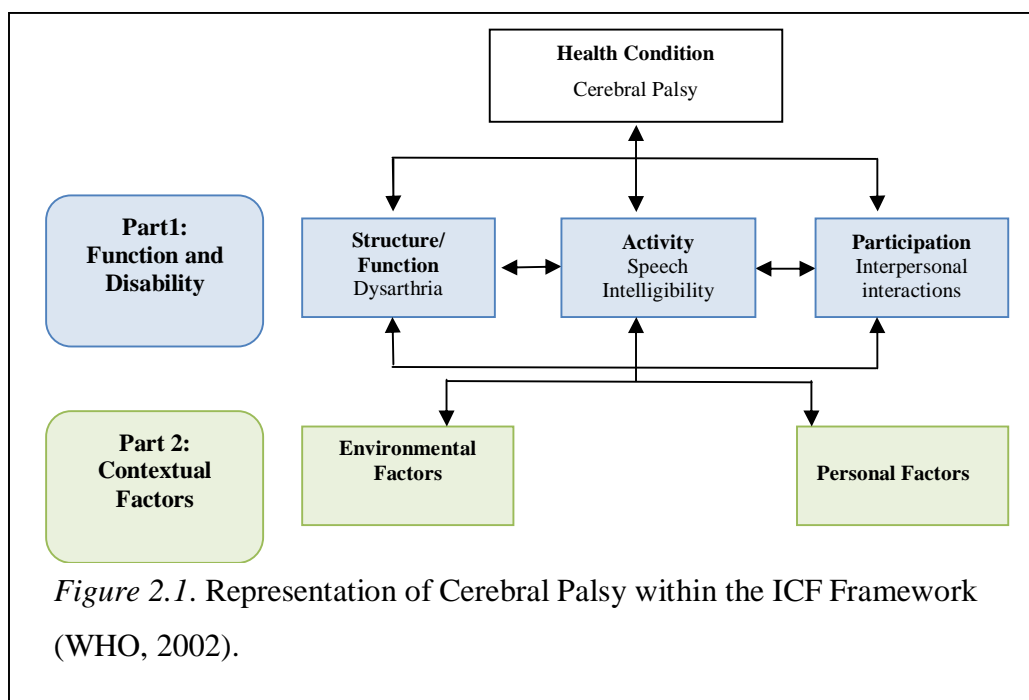 Health Condition
Cerebral Palsy
Part1:
Function and
Disability
Structure/
Function
Dysarthria
Activity
Speech
Intelligibility
Participation
Interpersonal
interactions
Part 2:
Contextual
Factors
Environmental
Factors
Personal Factors
Figure 2.1. Representation of Cerebral Palsy within the ICF Framework
(WHO, 2002).